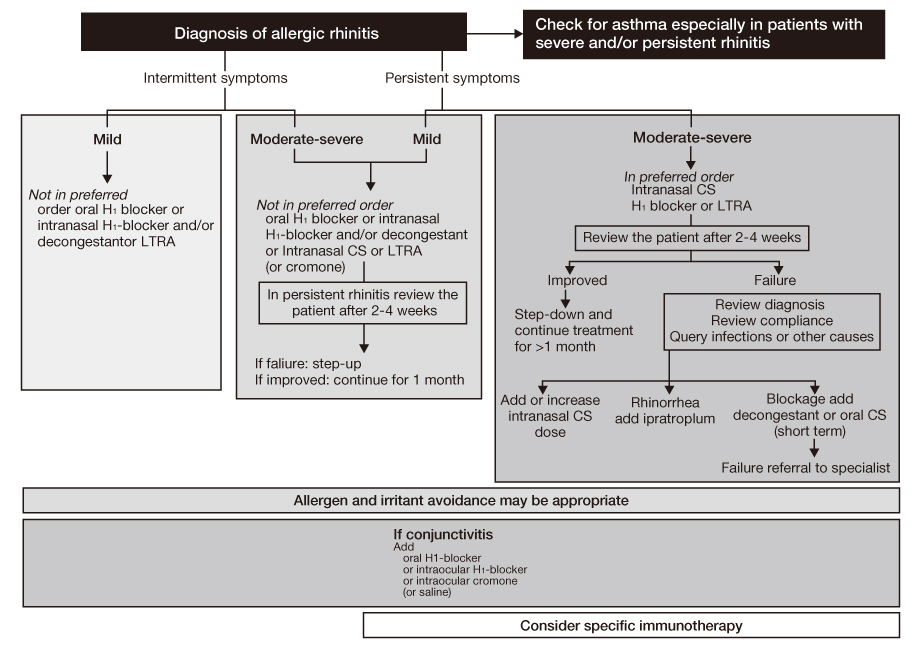 Diagnosis of allergic rhinitis
Check for asthma especially in patients with
severe and/or persistent rhinitis
Intermittent symptoms
Persistent symptoms
Mild
Not in preferred
order oral H₁ blocker or
intranasal H₁-blocker and/or
decongestantor LTRA
Moderate-severe
Mild
Not in preferred order
oral H₁ blocker or intranasal
H₁-blocker and/or decongestant
or Intranasal CS or LTRA
(or cromone)
In persistent rhinitis review the
patient after 2-4 weeks
If faliure: step-up
If improved: continue for 1 month
Moderate-severe
In preferred order
Intranasal CS
H₁ blocker or LTRA
Review the patient after 2-4 weeks
Improved
Failure
Step-down and
continue treatment
for >1 month
Review diagnosis
Review compliance
Query infections or other causes
Add or increase
intranasal CS
dose
Rhinorrhea
add ipratroplum
Blockage add
decongestant or oral CS
(short term)
Failure referral to specialist
Allergen and irritant avoidance may be appropriate
If conjunctivitis
Add
oral H1-blocker
or intraocular H₁-blocker
or intraocular cromone
(or saline)
Consider specific immunotherapy